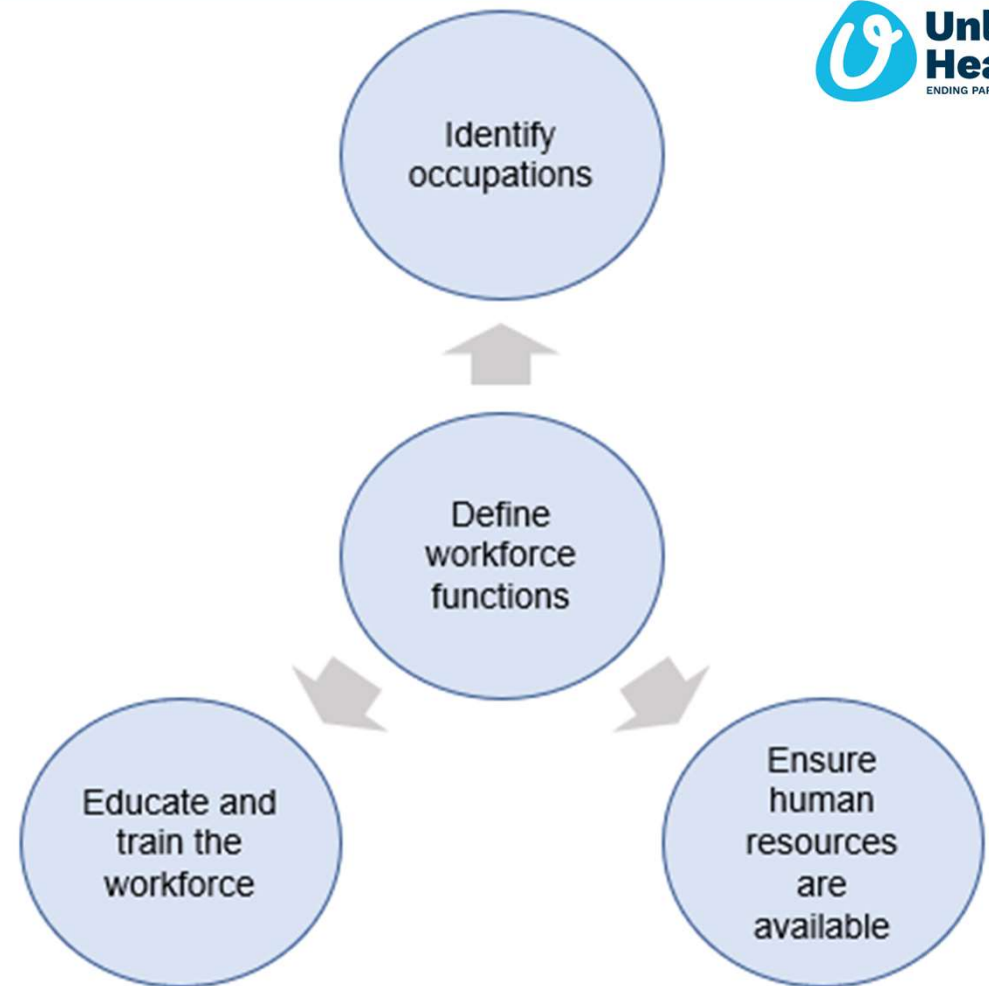 Identify
occupations
Define
workforce
functions
Educate and
train the
workforce
Ensure
human
resources
are
available